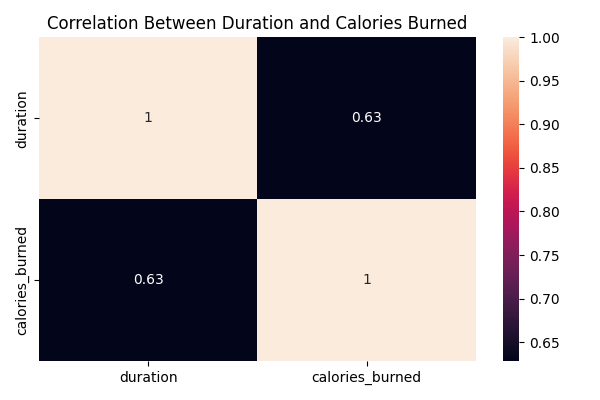 Correlation Between Duration and Calories Burned
duration
1
0.63
calories_burned
0.63
1
duration
calories_burned
1.00
0.95
0.90
0.85
0.80
0.75
0.70
0.65